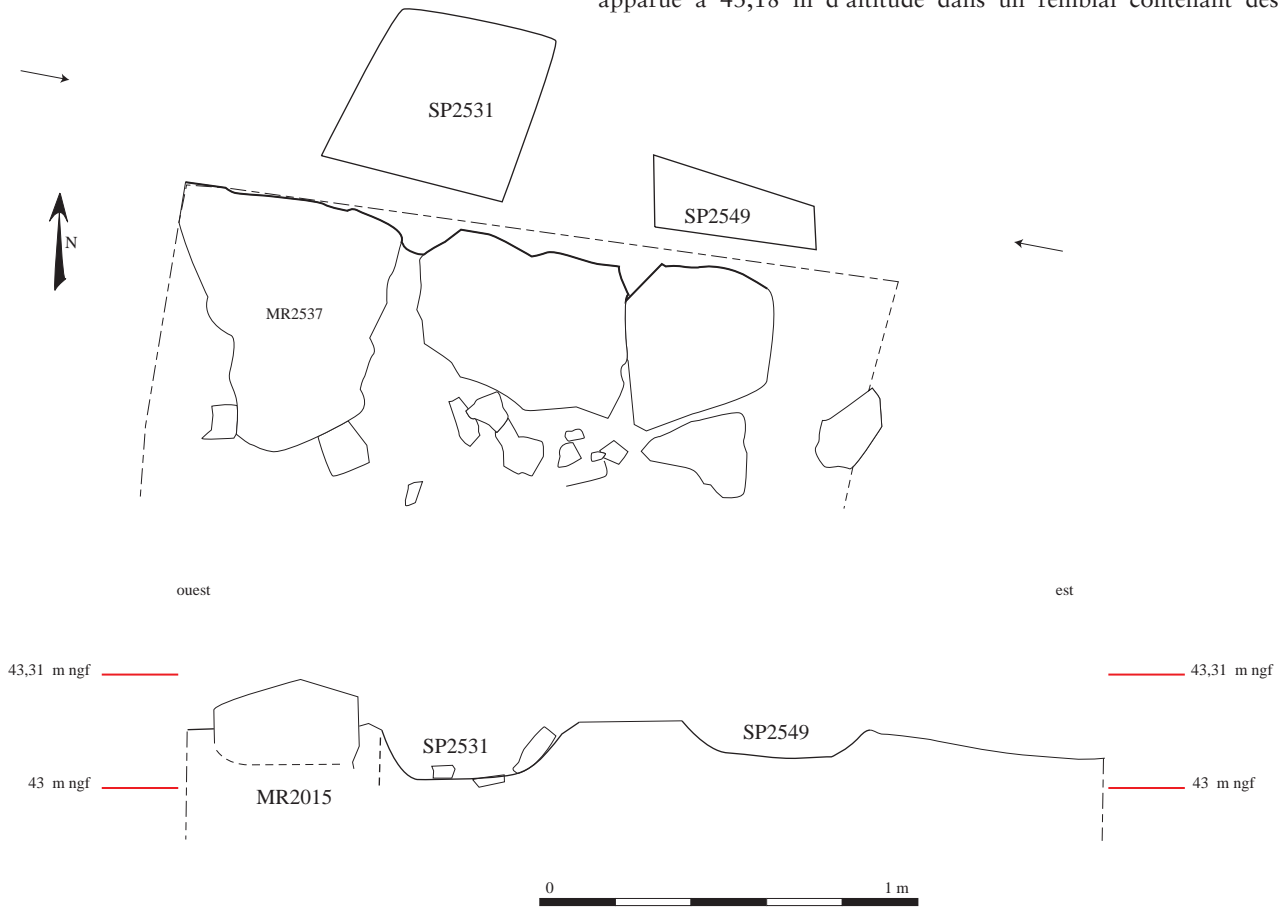 apparue à 43,18 m d'altitude dans un remblai contenant des
SP2531
SP2549
N
MR2537
ouest
est
43,31 m ngf
43,31 m ngf
SP2531
SP2549
43 m ngf
43 m ngf
MR2015
0
1 m